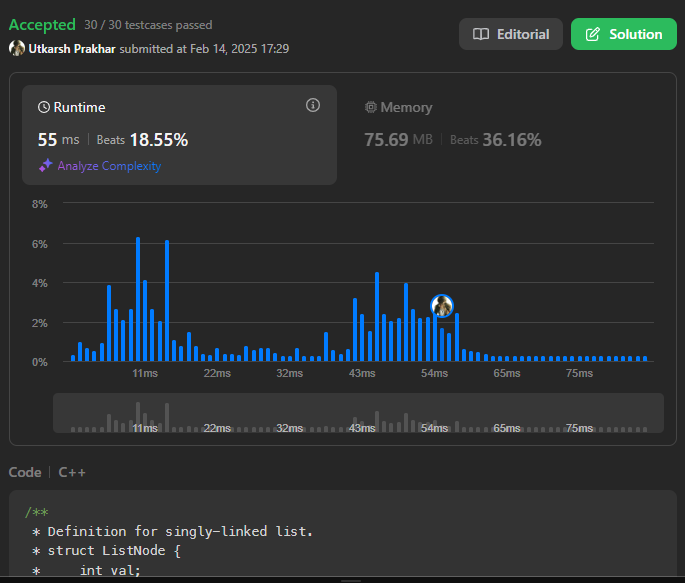 Accepted 30 / 30 testcases passed
Utkarsh Prakhar submitted at Feb 14, 2025 17:29
Editorial
Solution
Runtime
55 ms | Beats 18.55%
Analyze Complexity
Memory
75.69 MB | Beats 36.16%
8%
6%
4%
2%
0%
11ms 22ms 32ms 43ms 54ms 65ms 75ms
11ms 22ms 32ms 43ms 54ms 65ms 75ms
Code | C++
/**
* Definition for singly-linked list.
* struct ListNode {
* int val;